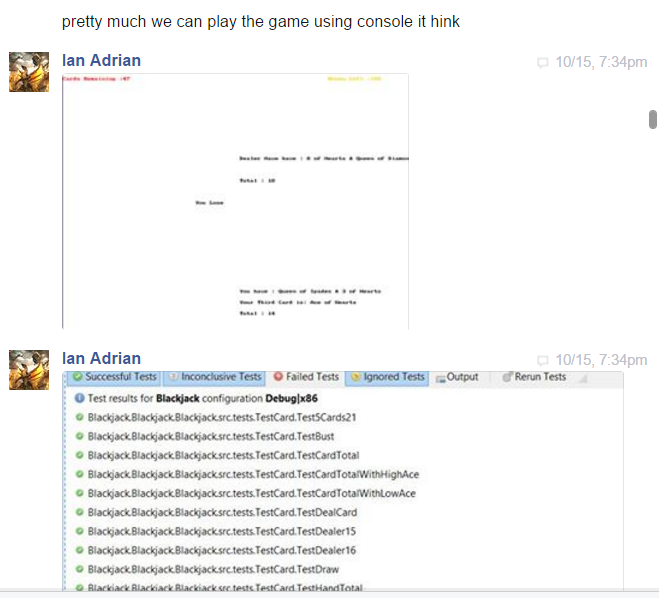 pretty much we can play the game using console it hink
Ian Adrian
10/15, 7:34pm
Cards Remaining :47
Dealer Have have : 8 of Hearts & Queen of Diamon
Total : 18
You Lose
You have : Queen of Spades & 3 of Hearts
Your Third Card is: Ace of Hearts
Total : 14
Ian Adrian
10/15, 7:34pm
Successful Tests Inconclusive Tests Failed Tests Ignored Tests Output Rerun Tests
Test results for Blackjack configuration Debug|x86
Blackjack.Blackjack.Blackjack.src.tests.TestCard.Test5Cards21
Blackjack.Blackjack.Blackjack.src.tests.TestCard.TestBust
Blackjack.Blackjack.Blackjack.src.tests.TestCard.TestCardTotal
Blackjack.Blackjack.Blackjack.src.tests.TestCard.TestCardTotalWithHighAce
Blackjack.Blackjack.Blackjack.src.tests.TestCard.TestCardTotalWithLowAce
Blackjack.Blackjack.Blackjack.src.tests.TestCard.TestDealCard
Blackjack.Blackjack.Blackjack.src.tests.TestCard.TestDealer15
Blackjack.Blackjack.Blackjack.src.tests.TestCard.TestDealer16
Blackjack.Blackjack.Blackjack.src.tests.TestCard.TestDraw
Blackjack.Blackjack.Blackjack.src.tests.TestCard.TestHandTotal